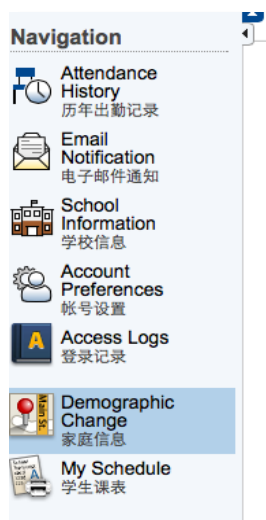 Navigation
Attendance
History
历年出勤记录
Email
Notification
电子邮件通知
School
Information
学校信息
Account
Preferences
帐号设置
A
Access Logs
登录记录
Main St.
Demographic
Change
家庭信息
My Schedule
学生课表